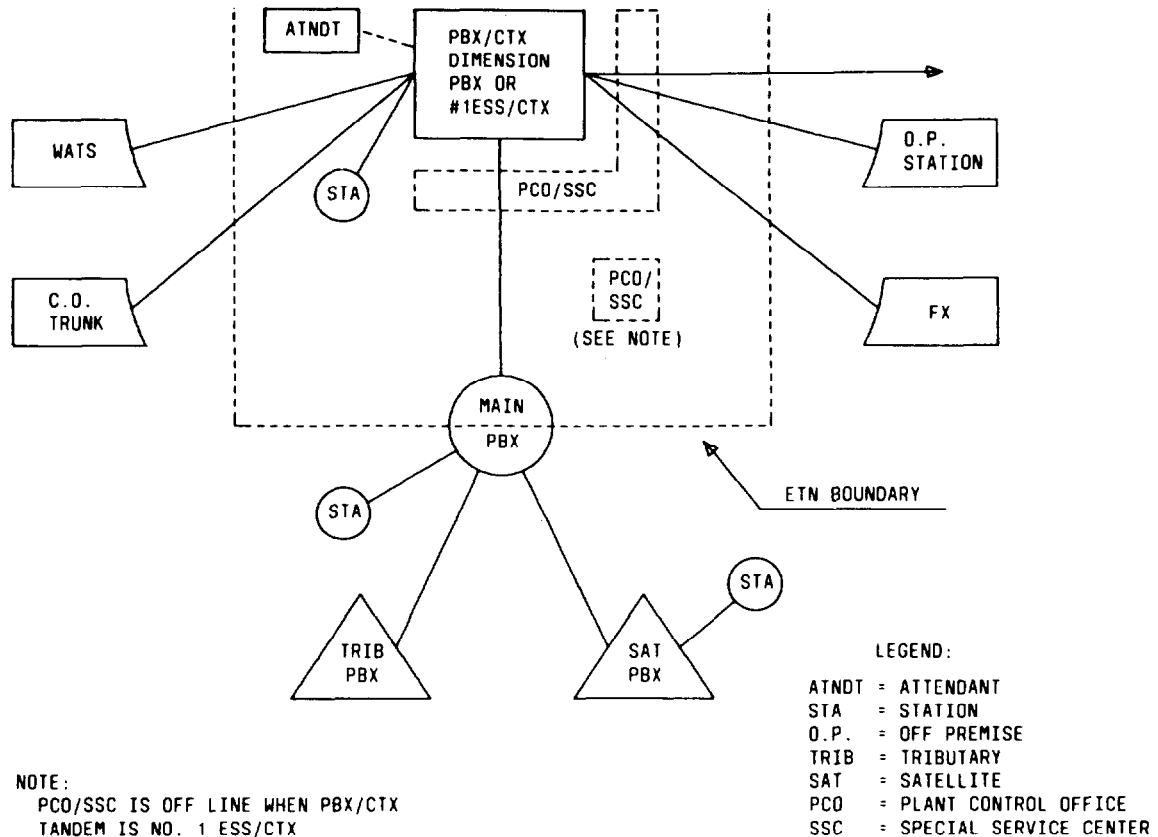 ATNDT
PBX/CTX
DIMENSION
PBX OR
#1ESS/CTX
WATS
O.P.
STATION
STA
PCO/SSC
C.O.
TRUNK
PCO/
SSC
(SEE NOTE)
FX
MAIN
PBX
ETN BOUNDARY
STA
STA
TRIB
PBX
SAT
PBX
LEGEND:
ATNDT = ATTENDANT
STA = STATION
O.P. = OFF PREMISE
TRIB = TRIBUTARY
SAT = SATELLITE
PCO = PLANT CONTROL OFFICE
SSC = SPECIAL SERVICE CENTER
NOTE:
PCO/SSC IS OFF LINE WHEN PBX/CTX
TANDEM IS NO. 1 ESS/CTX